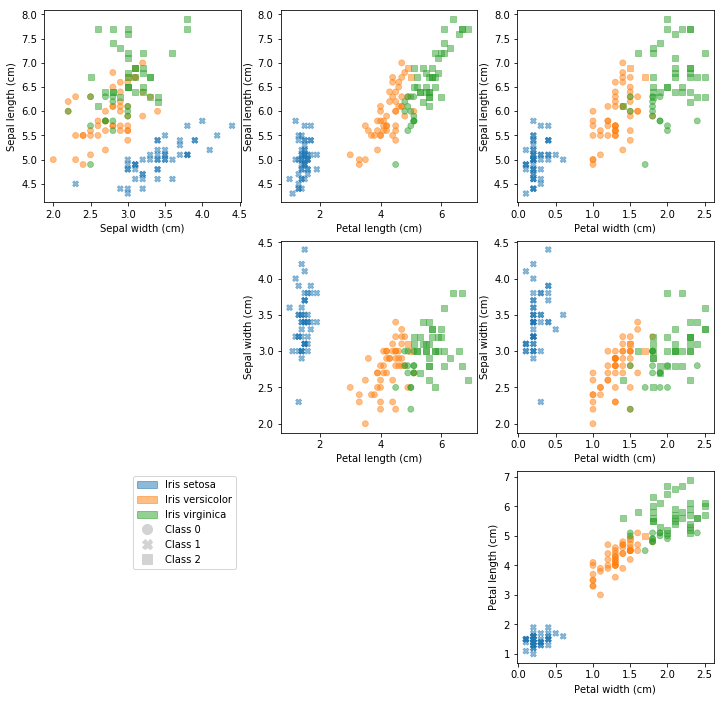 8.0
7.5
7.0
6.5
6.0
5.5
5.0
4.5
Sepal length (cm)
2.0 2.5 3.0 3.5 4.0 4.5
Sepal width (cm)
8.0
7.5
7.0
6.5
6.0
5.5
5.0
4.5
Sepal length (cm)
2 4 6
Petal length (cm)
8.0
7.5
7.0
6.5
6.0
5.5
5.0
4.5
Sepal length (cm)
0.0 0.5 1.0 1.5 2.0 2.5
Petal width (cm)
4.5
4.0
3.5
3.0
2.5
2.0
Sepal width (cm)
2 4 6
Petal length (cm)
4.5
4.0
3.5
3.0
2.5
2.0
Sepal width (cm)
0.0 0.5 1.0 1.5 2.0 2.5
Petal width (cm)
Iris setosa
Iris versicolor
Iris virginica
Class 0
Class 1
Class 2
7
6
5
4
3
2
1
Petal length (cm)
0.0 0.5 1.0 1.5 2.0 2.5
Petal width (cm)